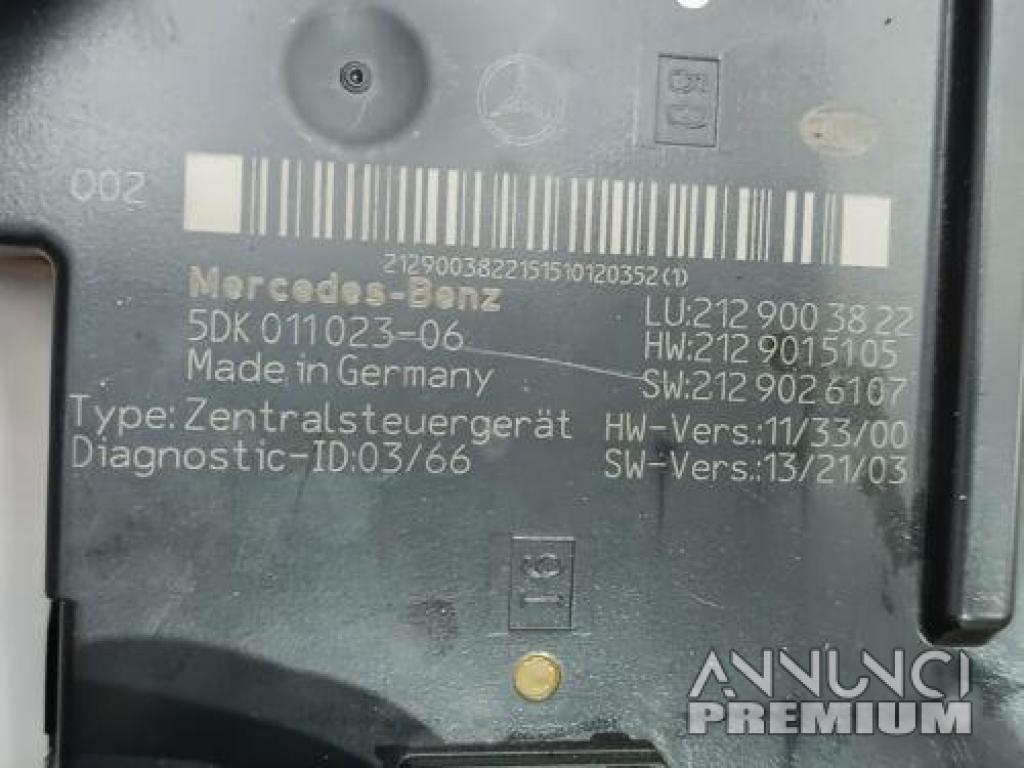 002
2129003822151510120352(1)
Mercedes-Benz
5DK 011023-06
Made in Germany
Type: Zentralsteuergerät
Diagnostic-ID:03/66
LU:212 900 38 22
HW:212 901 51 05
SW:212 902 61 07
HW-Vers.:11/33/00
SW-Vers.:13/21/03
ANNUNCI
PREMIUM